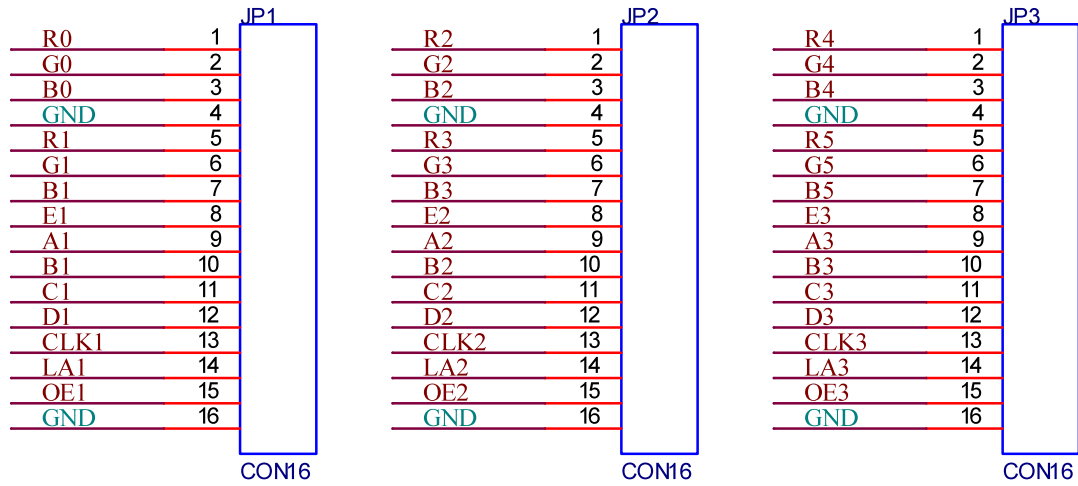 JP1
R0 1
G0 2
B0 3
GND 4
R1 5
G1 6
B1 7
E1 8
A1 9
B1 10
C1 11
D1 12
CLK1 13
LA1 14
OE1 15
GND 16
CON16
JP2
R2 1
G2 2
B2 3
GND 4
R3 5
G3 6
B3 7
E2 8
A2 9
B2 10
C2 11
D2 12
CLK2 13
LA2 14
OE2 15
GND 16
CON16
JP3
R4 1
G4 2
B4 3
GND 4
R5 5
G5 6
B5 7
E3 8
A3 9
B3 10
C3 11
D3 12
CLK3 13
LA3 14
OE3 15
GND 16
CON16